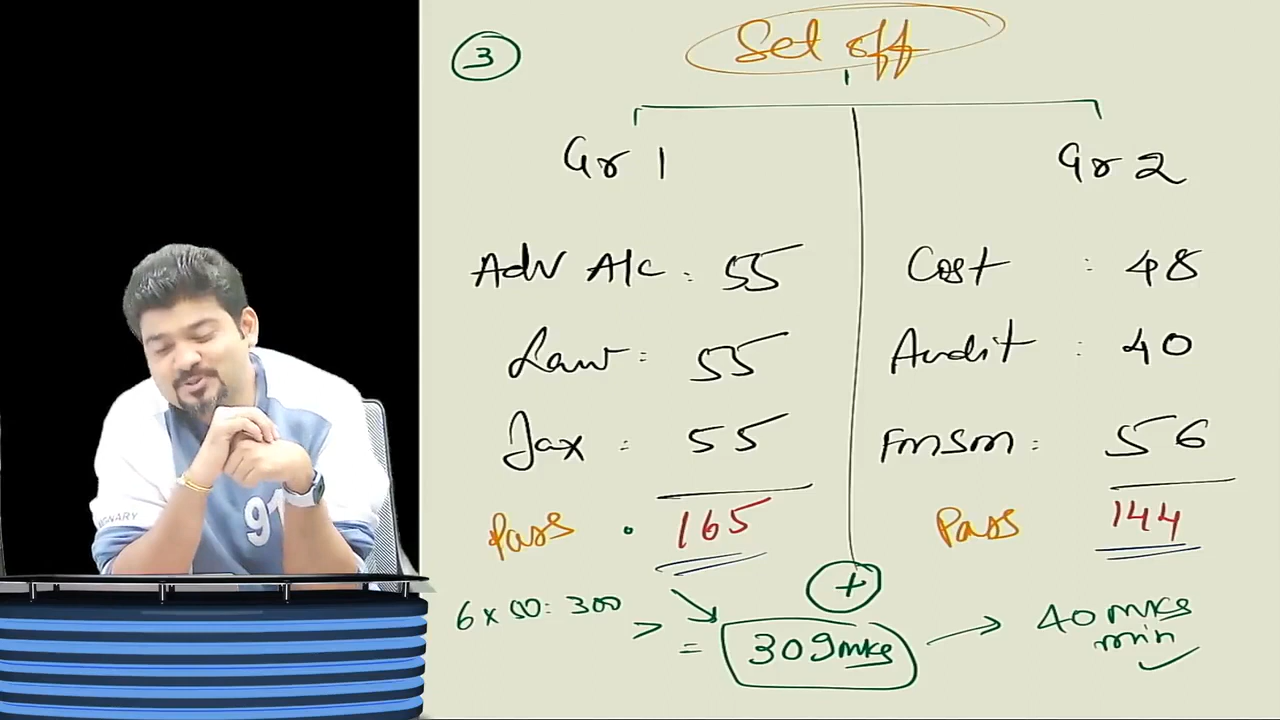 3
Set off
Gr 1
Gr 2
Adv A/c : 55
Law : 55
Tax : 55
Pass . 165
Cost : 48
Audit : 40
FMSM : 56
Pass 144
+
6 x 50 : 300 >
= 309 mks
40 mks
min
91